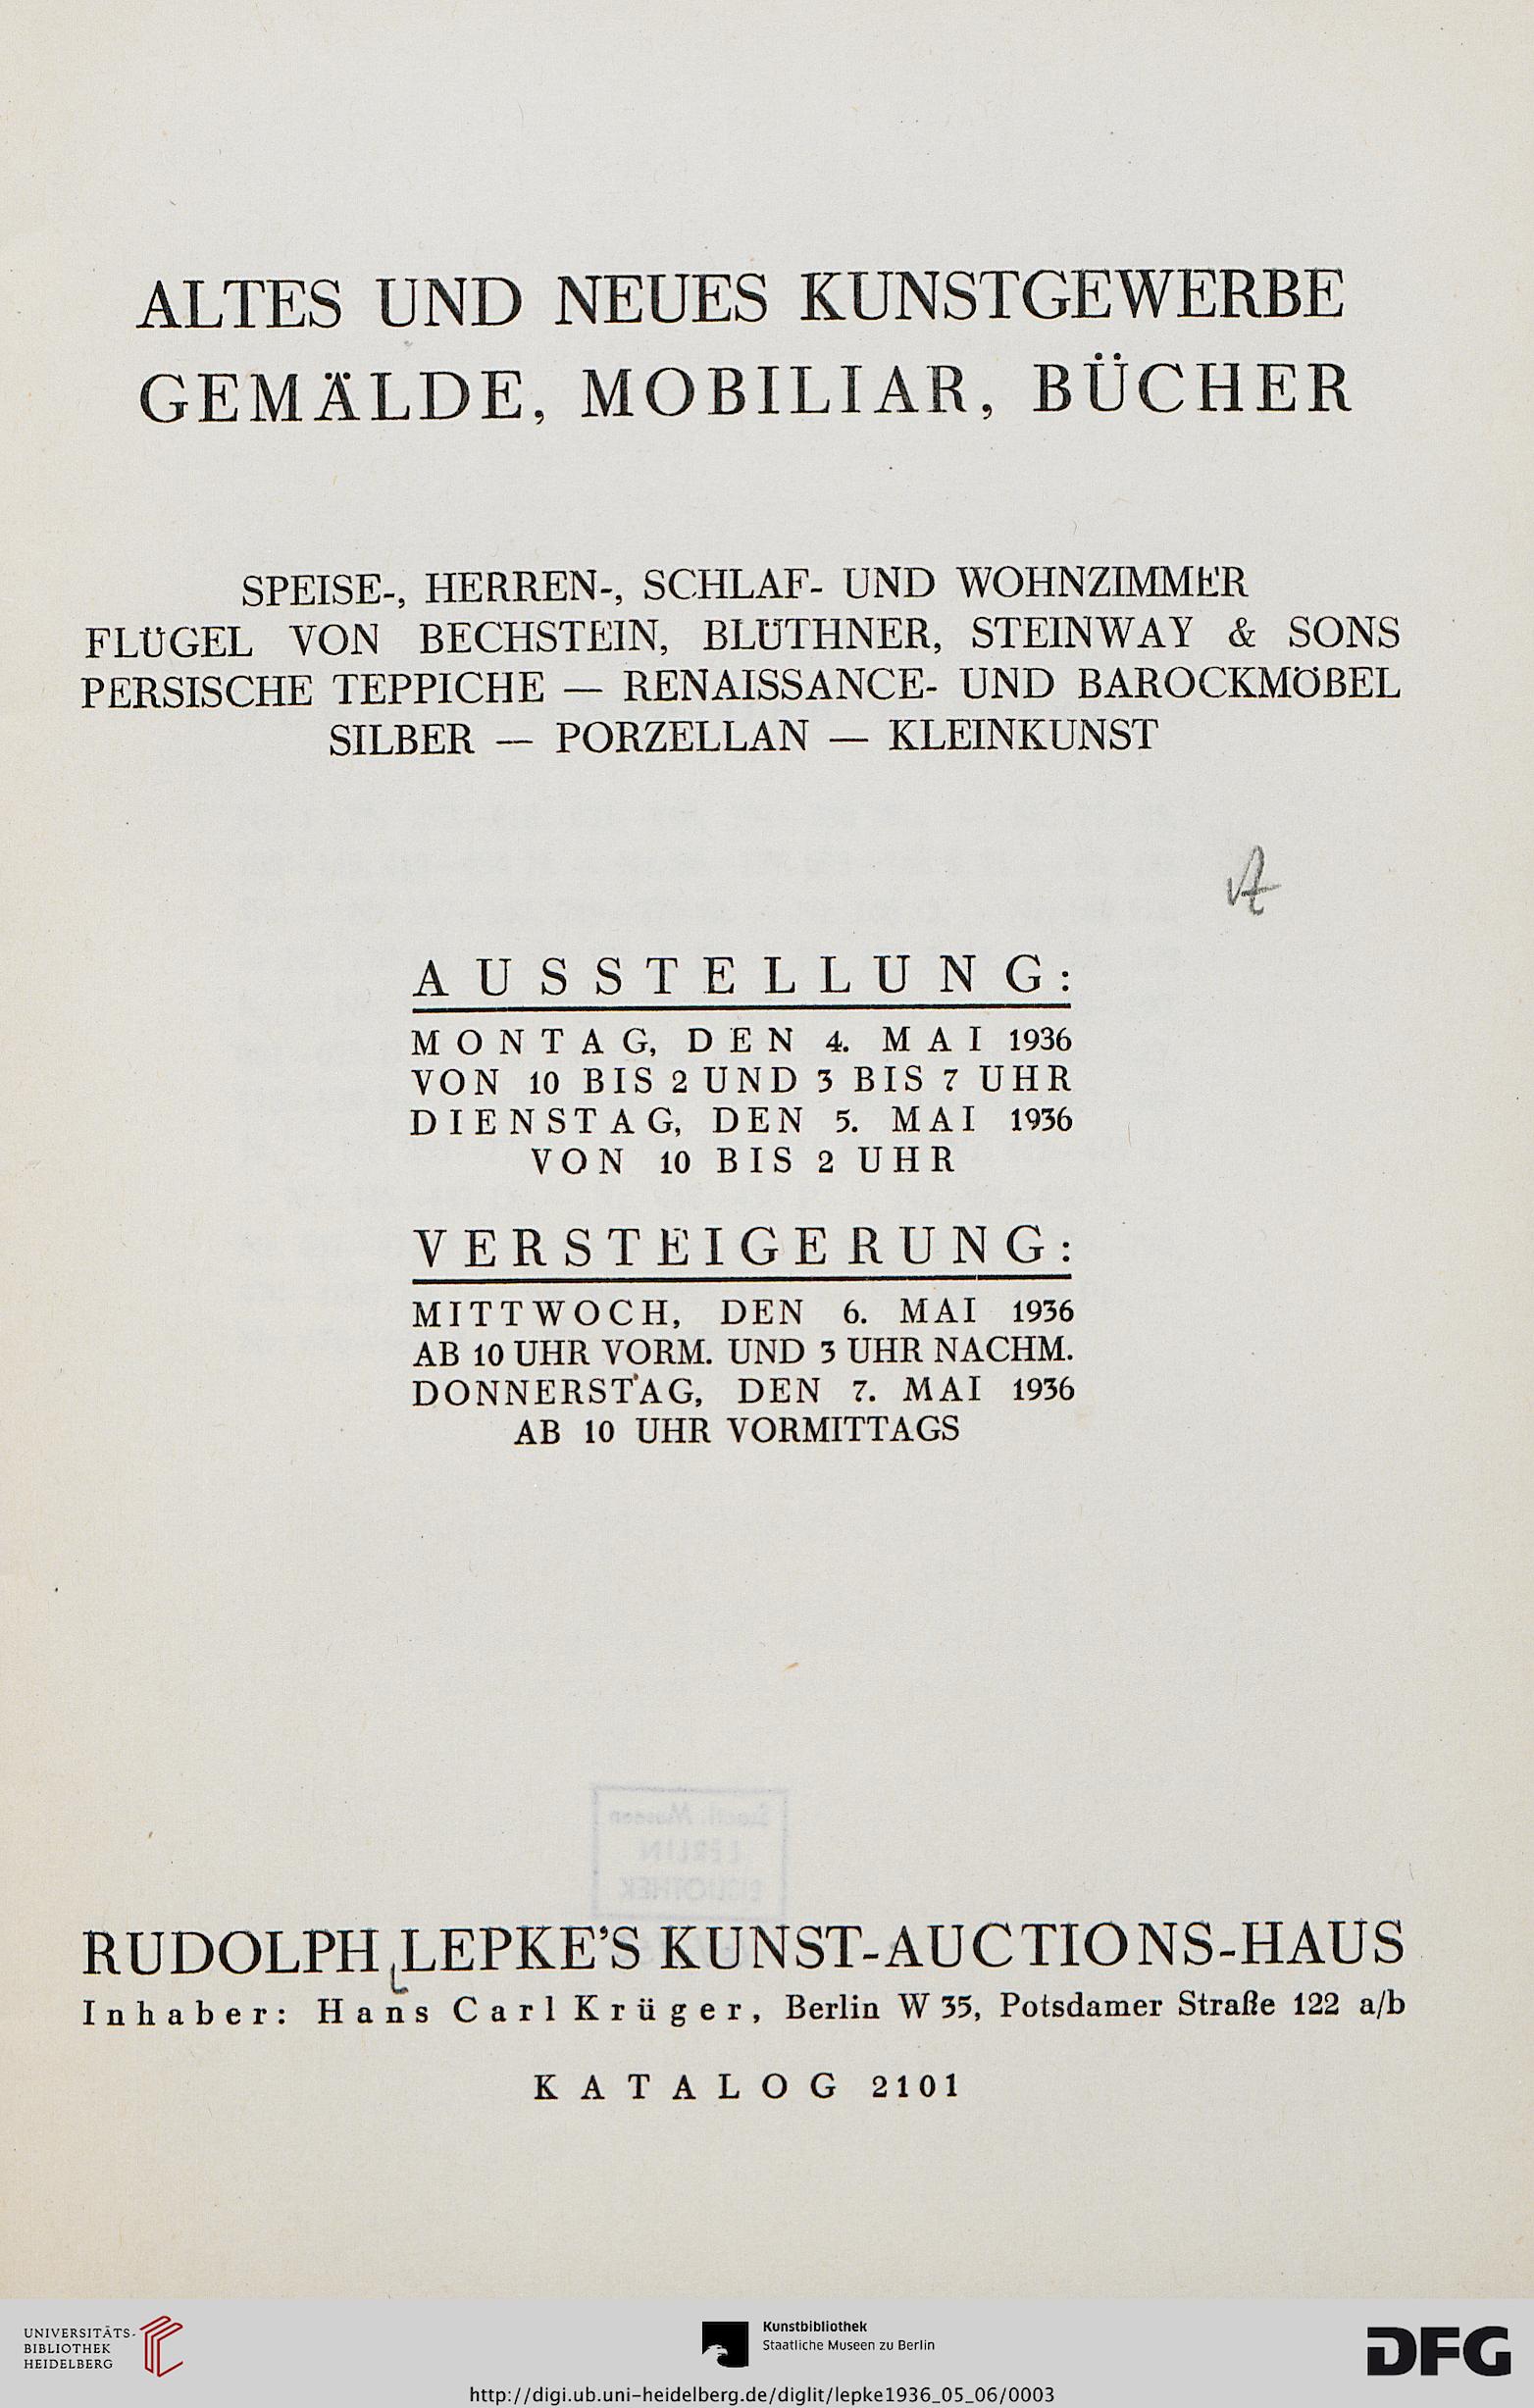 ALTES UND NEUES KUNSTGEWERBE
GEMÄLDE, MOBILIAR, BÜCHER
SPEISE-, HERREN-, SCHLAF- UND WOHNZIMMER
FLÜGEL VON BECHSTEIN, BLÜTHNER, STEINWAY & SONS
PERSISCHE TEPPICHE — RENAISSANCE- UND BAROCKMÖBEL
SILBER — PORZELLAN — KLEINKUNST
AUSSTELLUNG:
MONTAG, DEN 4. MAI 1936
VON 10 BIS 2 UND 3 BIS 7 UHR
DIENSTAG, DEN 5. MAI 1936
VON 10 BIS 2 UHR
VERSTEIGERUNG:
MITTWOCH, DEN 6. MAI 1936
AB 10 UHR VORM. UND 3 UHR NACHM.
DONNERSTAG, DEN 7. MAI 1936
AB 10 UHR VORMITTAGS
BERLIN
BIBLIOTHEK
RUDOLPH LEPKE'S KUNST-AUCTIONS-HAUS
Inhaber: Hans Carl Krüger, Berlin W 35, Potsdamer Straße 122 a/b
KATALOG 2101
UNIVERSITÄTS-
BIBLIOTHEK
HEIDELBERG
Kunstbibliothek
Staatliche Museen zu Berlin
DFG
http://digi.ub.uni-heidelberg.de/diglit/lepke1936_05_06/0003